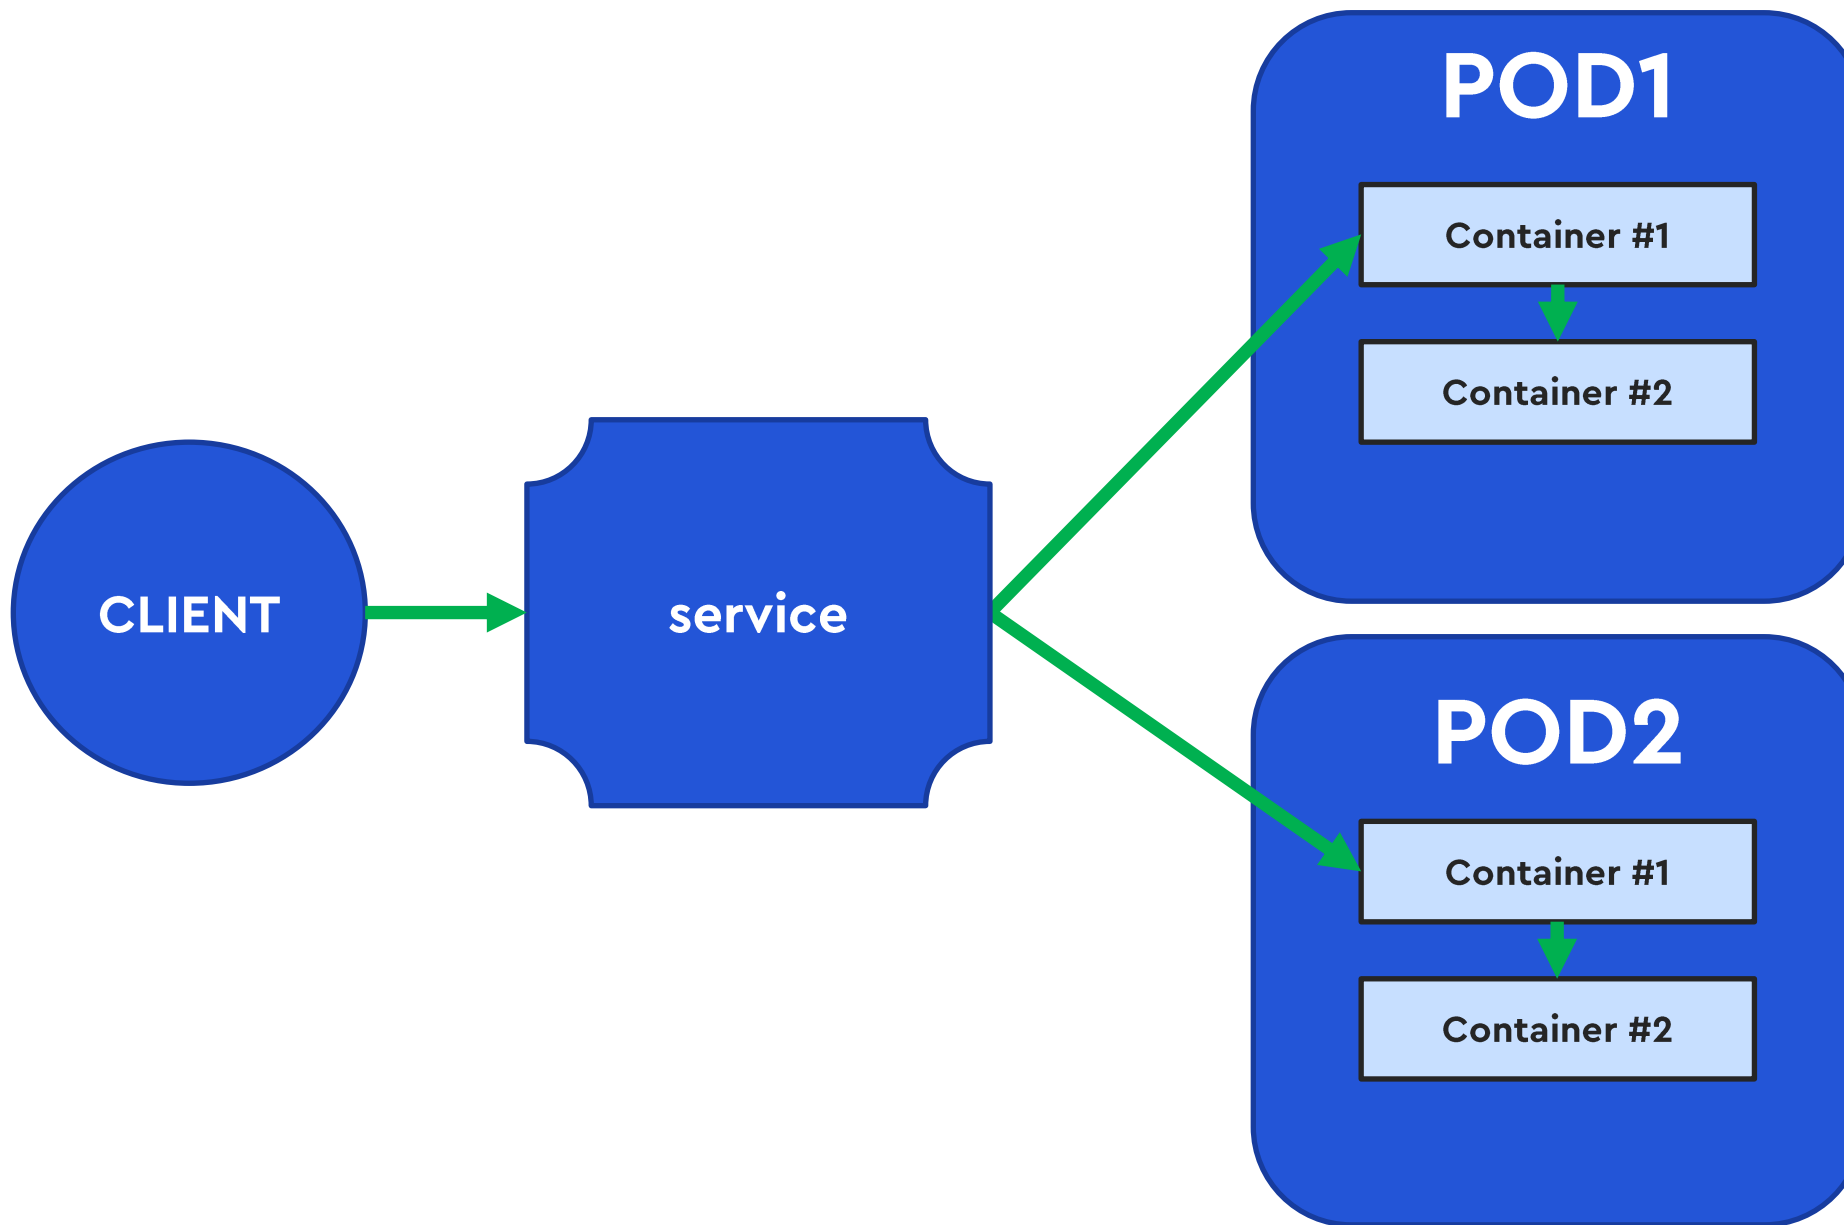 CLIENT
service
POD1
Container #1
Container #2
POD2
Container #1
Container #2